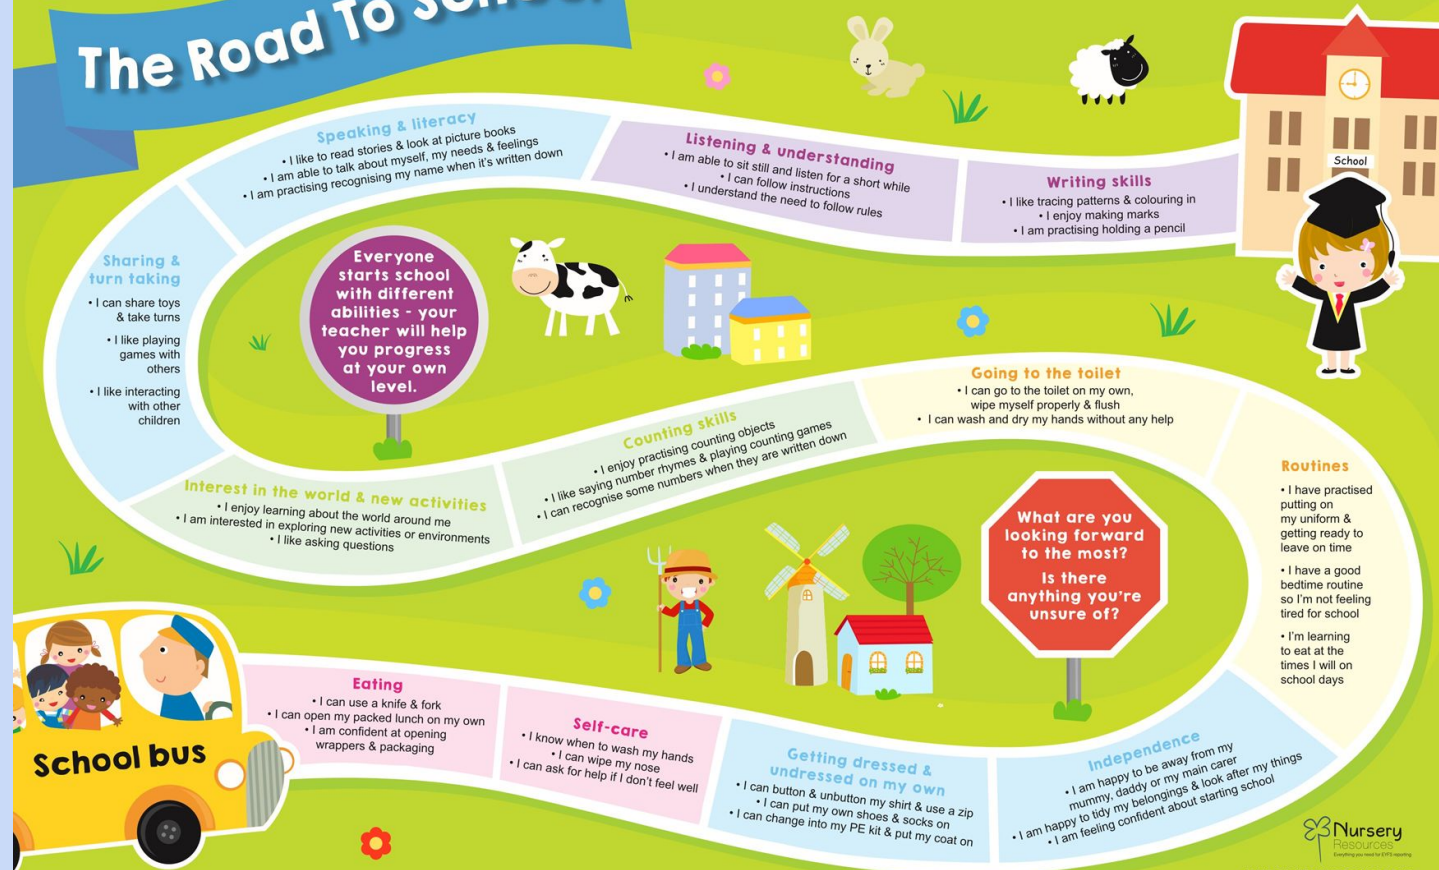 The Road To School
Speaking & literacy
• I like to read stories & look at picture books
• I am able to talk about myself, my needs & feelings
• I am practising recognising my name when it's written down
Listening & understanding
• I am able to sit still and listen for a short while
• I can follow instructions
• I understand the need to follow rules
Writing skills
• I like tracing patterns & colouring in
• I enjoy making marks
• I am practising holding a pencil
School
Sharing &
turn taking
• I can share toys
& take turns
• I like playing
games with
others
• I like interacting
with other
children
Everyone
starts school
with different
abilities - your
teacher will help
you progress
at your own
level.
Interest in the world & new activities
• I enjoy learning about the world around me
• I am interested in exploring new activities or environments
• I like asking questions
Counting skills
• I enjoy practising counting objects
• I like saying number rhymes & playing counting games
• I can recognise some numbers when they are written down
Going to the toilet
• I can go to the toilet on my own,
wipe myself properly & flush
• I can wash and dry my hands without any help
Routines
• I have practised
putting on
my uniform &
getting ready to
leave on time
• I have a good
bedtime routine
so I'm not feeling
tired for school
• I'm learning
to eat at the
times I will on
school days
What are you
looking forward
to the most?
Is there
anything you're
unsure of?
School bus
Eating
• I can use a knife & fork
• I can open my packed lunch on my own
• I am confident at opening
wrappers & packaging
Self-care
• I know when to wash my hands
• I can wipe my nose
• I can ask for help if I don't feel well
Getting dressed &
undressed on my own
• I can button & unbutton my shirt & use a zip
• I can put my own shoes & socks on
• I can change into my PE kit & put my coat on
Independence
• I am happy to be away from my
mummy, daddy or my main carer
• I am happy to tidy my belongings & look after my things
• I am feeling confident about starting school
Nursery
Resources
Everything you need for EYFS reporting